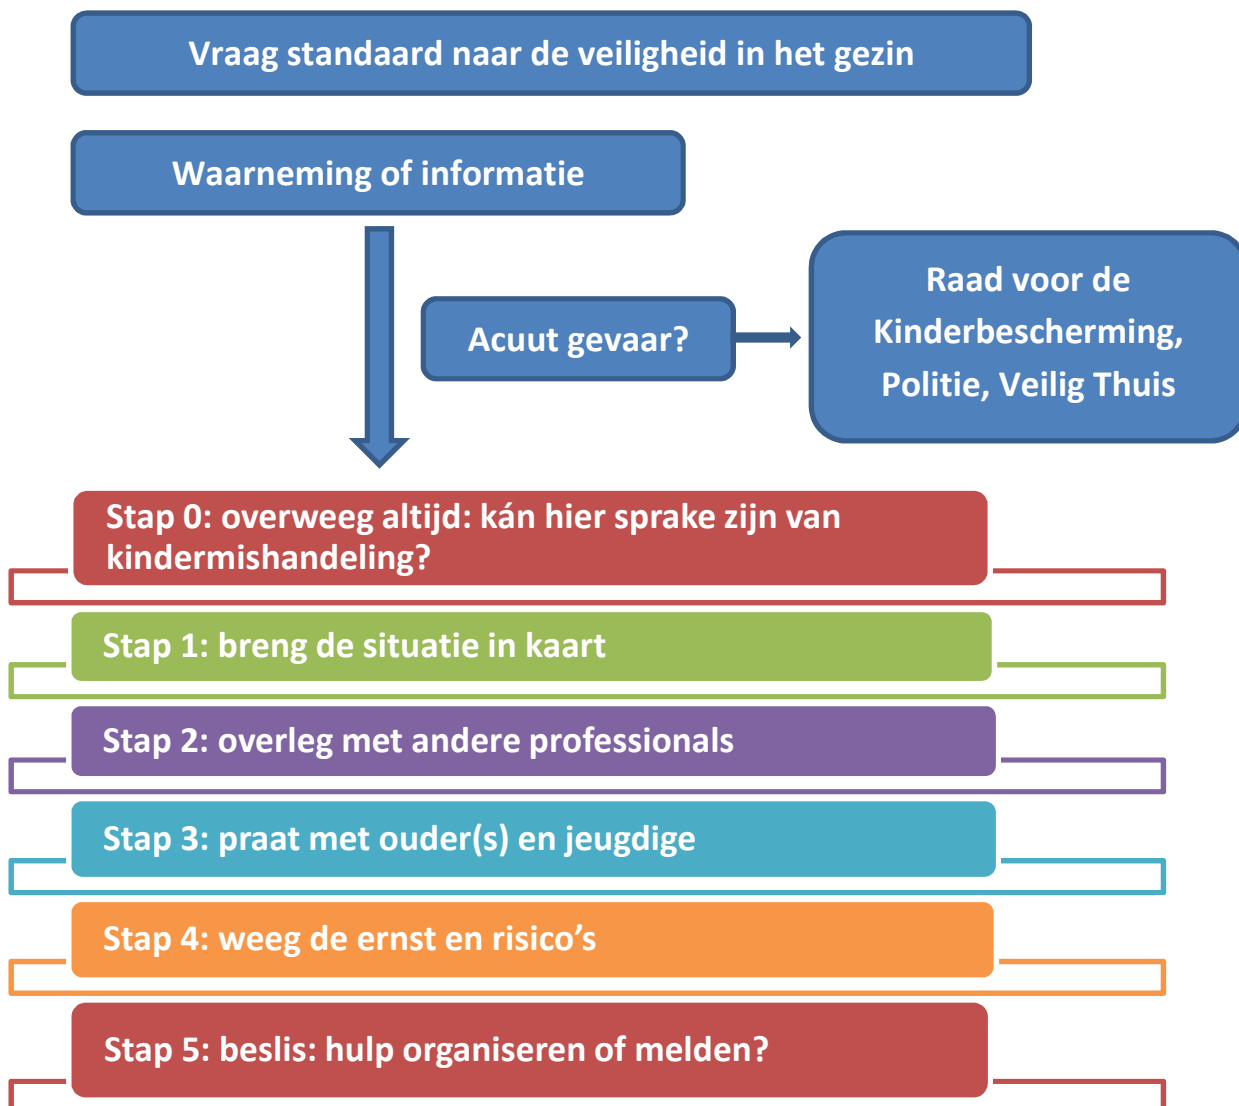 Vraag standaard naar de veiligheid in het gezin
Waarneming of informatie
Acuut gevaar?
Raad voor de
Kinderbescherming,
Politie, Veilig Thuis
Stap 0: overweeg altijd: kán hier sprake zijn van
kindermishandeling?
Stap 1: breng de situatie in kaart
Stap 2: overleg met andere professionals
Stap 3: praat met ouder(s) en jeugdige
Stap 4: weeg de ernst en risico’s
Stap 5: beslis: hulp organiseren of melden?